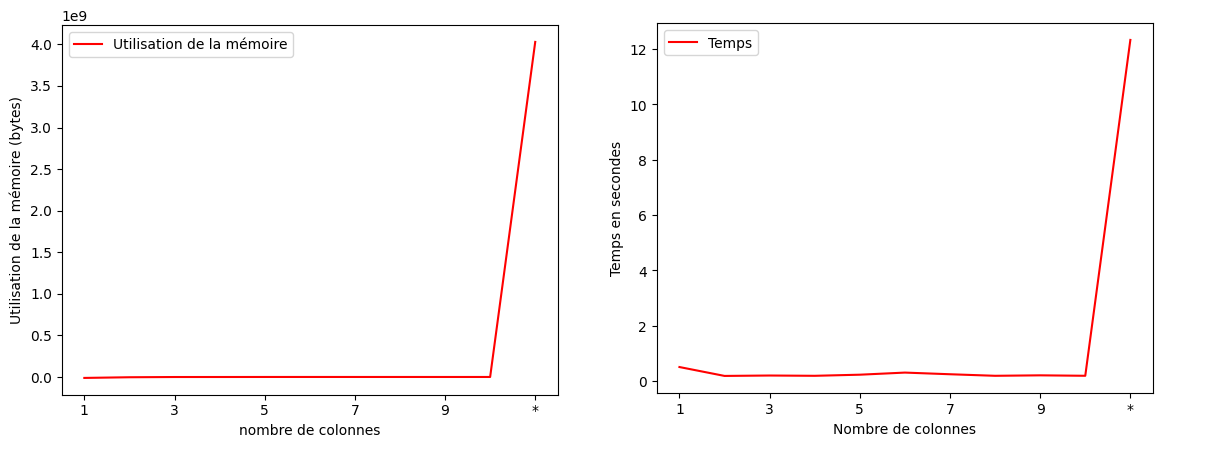 1e9
Utilisation de la mémoire
4.0
3.5
3.0
2.5
2.0
1.5
1.0
0.5
0.0
Utilisation de la mémoire (bytes)
1 3 5 7 9 *
nombre de colonnes
Temps
12
10
8
6
4
2
0
Temps en secondes
1 3 5 7 9 *
Nombre de colonnes